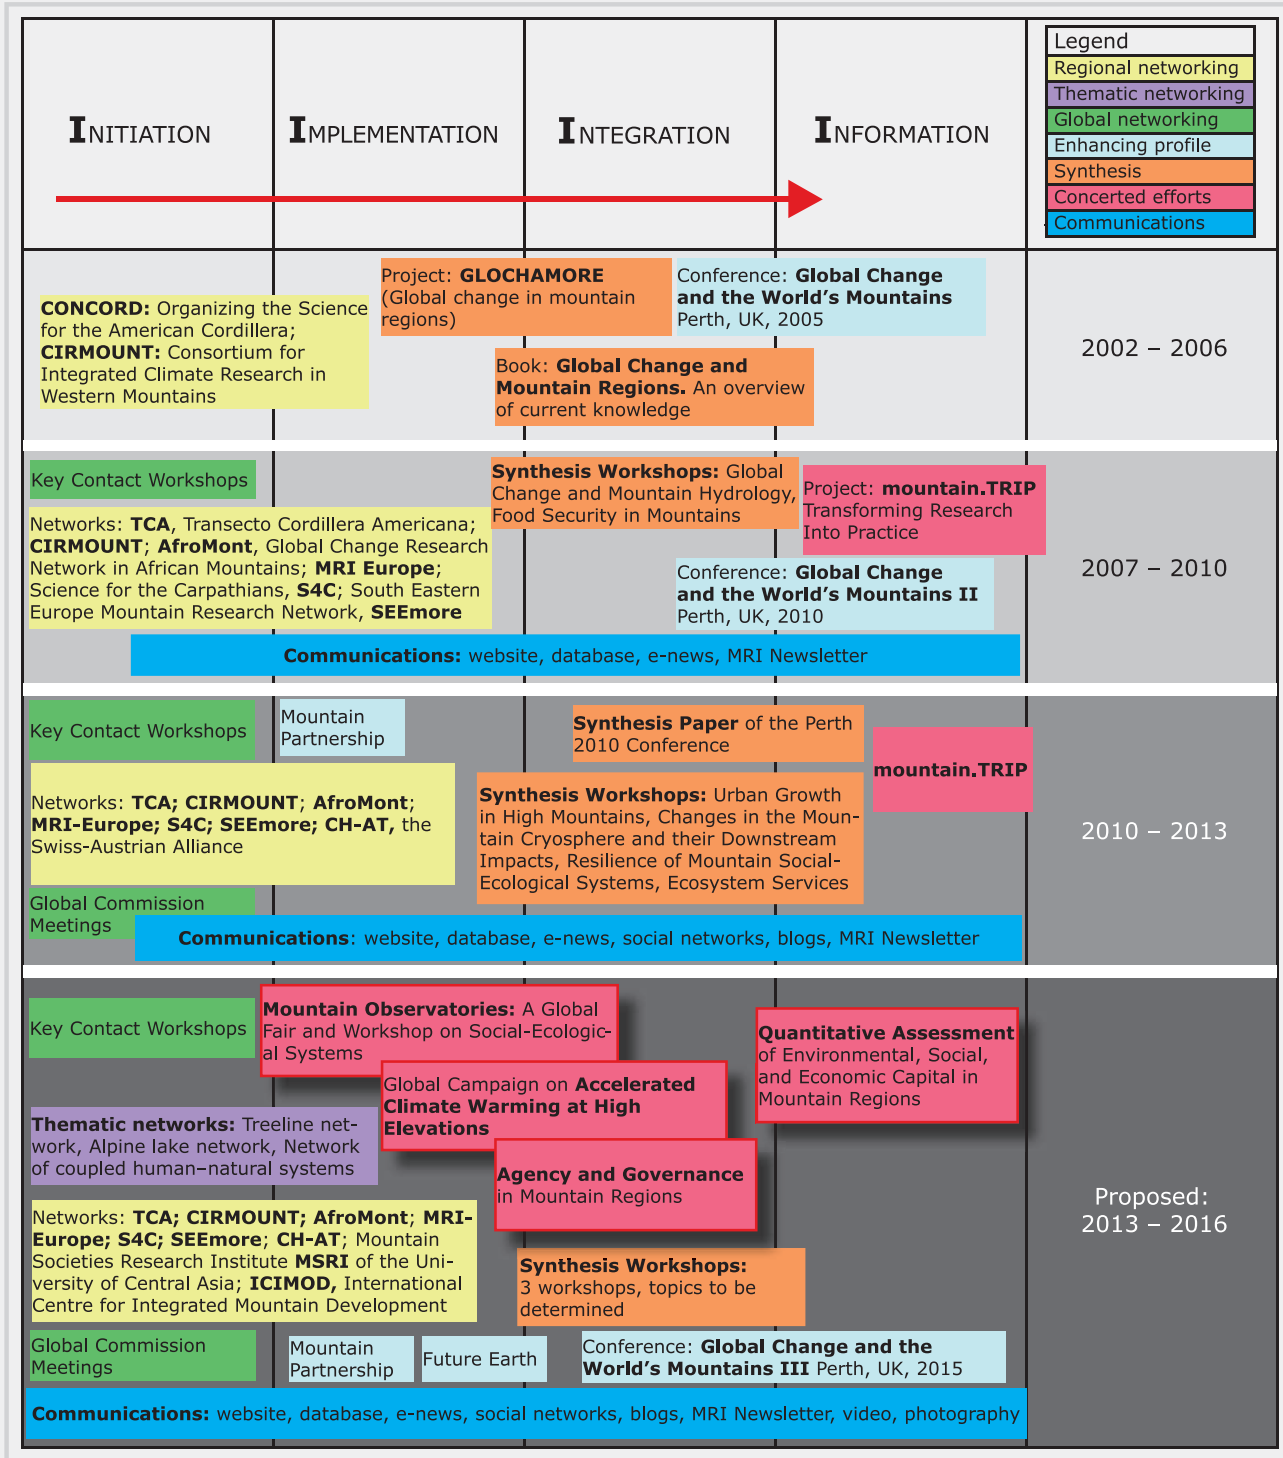 INITIATION
IMPLEMENTATION
INTEGRATION
INFORMATION
Legend
Regional networking
Thematic networking
Global networking
Enhancing profile
Synthesis
Concerted efforts
Communications
CONCORD: Organizing the Science
for the American Cordillera;
CIRMOUNT: Consortium for
Integrated Climate Research in
Western Mountains
Project: GLOCHAMORE
(Global change in mountain
regions)
Conference: Global Change
and the World's Mountains
Perth, UK, 2005
Book: Global Change and
Mountain Regions. An overview
of current knowledge
2002 – 2006
Key Contact Workshops
Networks: TCA, Transecto Cordillera Americana;
CIRMOUNT; AfroMont, Global Change Research
Network in African Mountains; MRI Europe;
Science for the Carpathians, S4C; South Eastern
Europe Mountain Research Network, SEEmore
Synthesis Workshops: Global
Change and Mountain Hydrology,
Food Security in Mountains
Project: mountain.TRIP
Transforming Research
Into Practice
Conference: Global Change
and the World's Mountains II
Perth, UK, 2010
Communications: website, database, e-news, MRI Newsletter
2007 – 2010
Key Contact Workshops
Mountain
Partnership
Synthesis Paper of the Perth
2010 Conference
mountain.TRIP
Networks: TCA; CIRMOUNT; AfroMont;
MRI-Europe; S4C; SEEmore; CH-AT, the
Swiss-Austrian Alliance
Synthesis Workshops: Urban Growth
in High Mountains, Changes in the Moun-
tain Cryosphere and their Downstream
Impacts, Resilience of Mountain Social-
Ecological Systems, Ecosystem Services
Global Commission
Meetings
Communications: website, database, e-news, social networks, blogs, MRI Newsletter
2010 – 2013
Key Contact Workshops
Mountain Observatories: A Global
Fair and Workshop on Social-Ecologic-
al Systems
Global Campaign on Accelerated
Climate Warming at High
Elevations
Agency and Governance
in Mountain Regions
Quantitative Assessment
of Environmental, Social,
and Economic Capital in
Mountain Regions
Thematic networks: Treeline net-
work, Alpine lake network, Network
of coupled human–natural systems
Networks: TCA; CIRMOUNT; AfroMont; MRI-
Europe; S4C; SEEmore; CH-AT; Mountain
Societies Research Institute MSRI of the Uni-
versity of Central Asia; ICIMOD, International
Centre for Integrated Mountain Development
Synthesis Workshops:
3 workshops, topics to be
determined
Global Commission
Meetings
Mountain
Partnership
Future Earth
Conference: Global Change and the
World's Mountains III Perth, UK, 2015
Communications: website, database, e-news, social networks, blogs, MRI Newsletter, video, photography
Proposed:
2013 – 2016